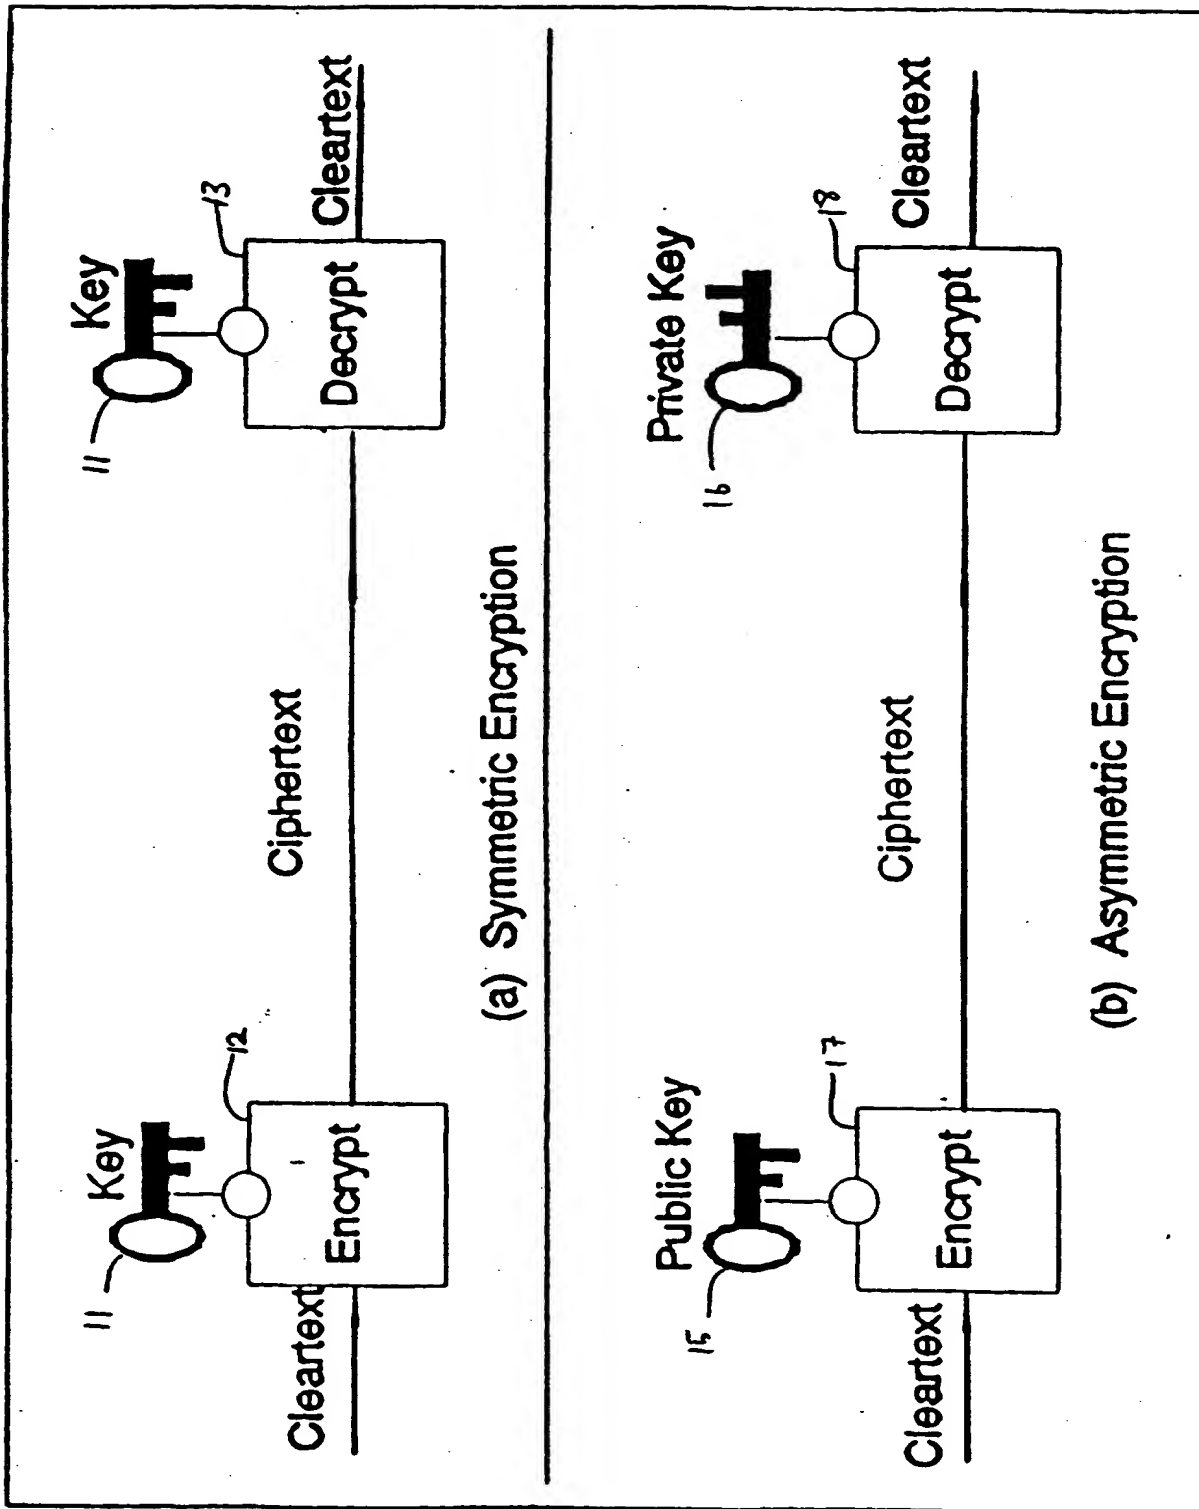 Key
Key
11
12
11
13
Cleartext
Encrypt
Ciphertext
Decrypt
Cleartext
(a) Symmetric Encryption
Public Key
Private Key
15
17
16
18
Cleartext
Encrypt
Ciphertext
Decrypt
Cleartext
(b) Asymmetric Encryption